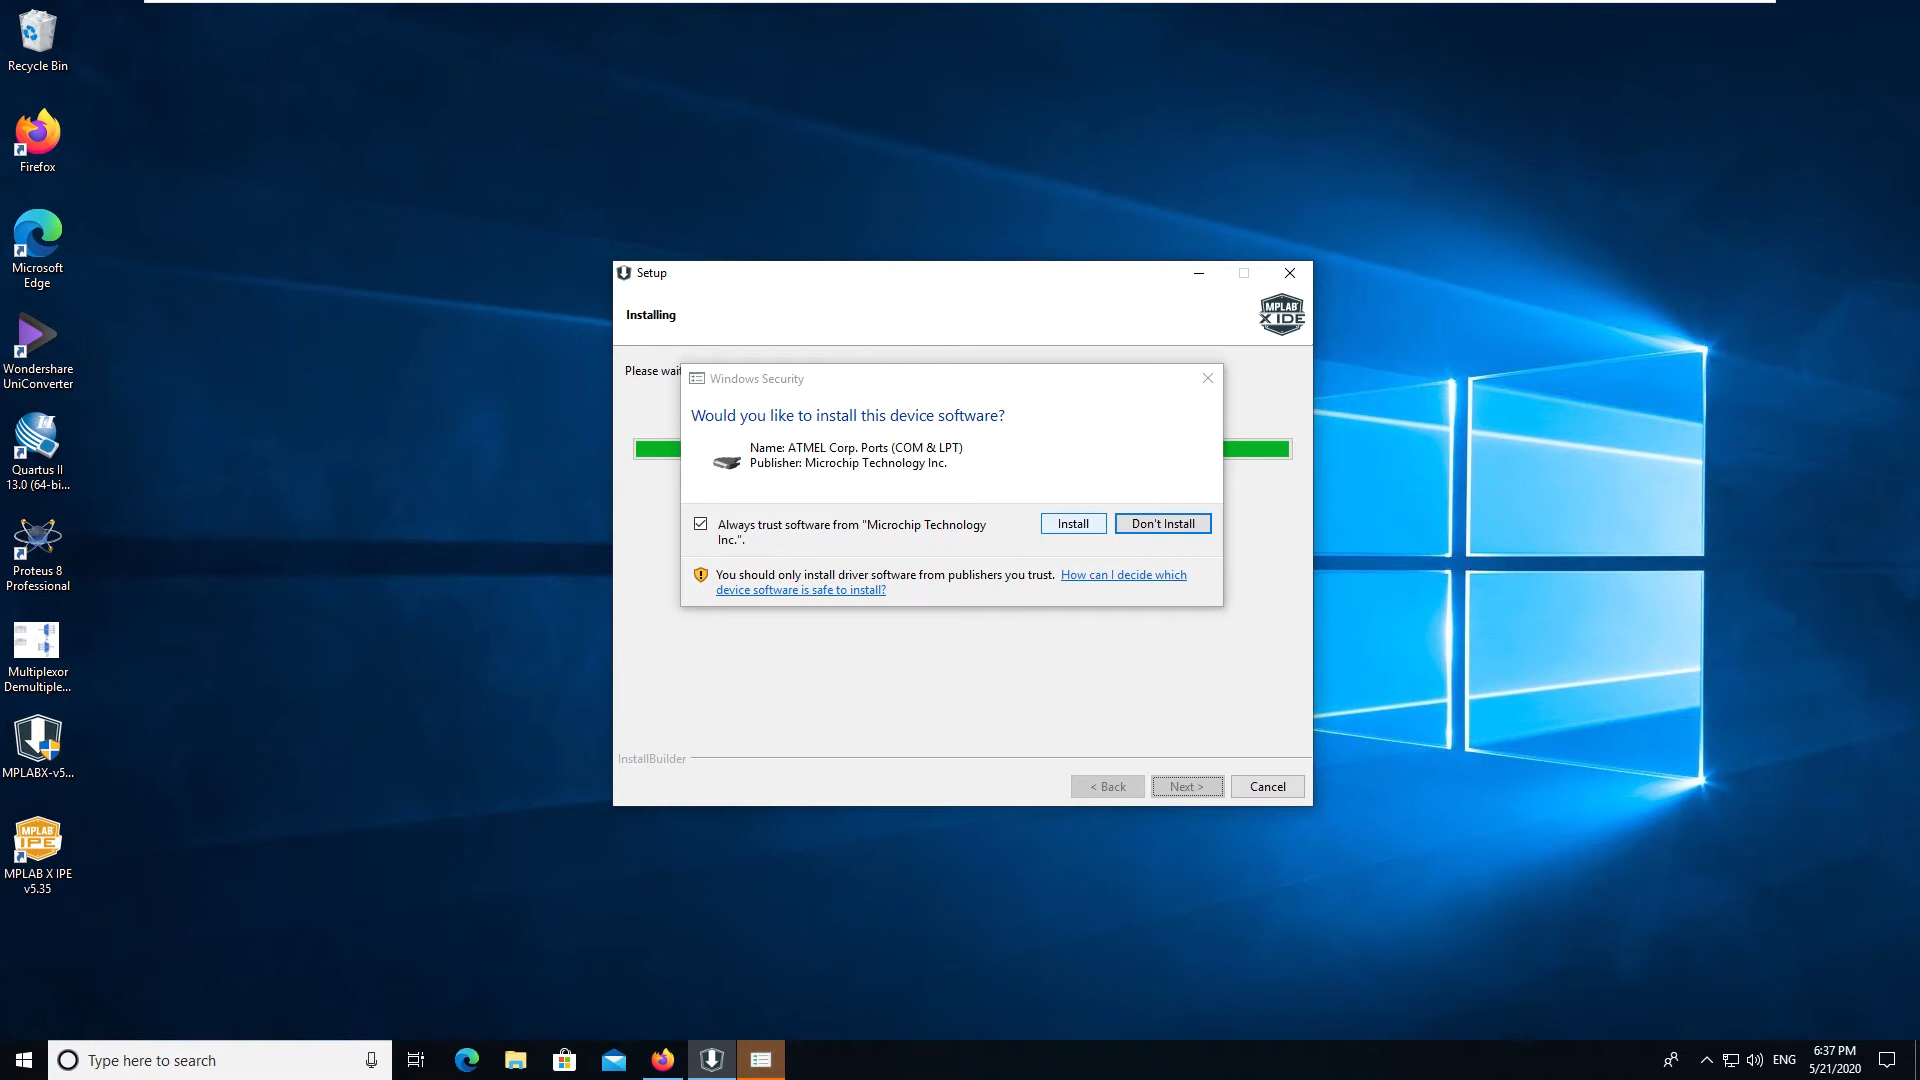 Recycle Bin
Firefox
Microsoft
Edge
Wondershare
UniConverter
Quartus II
13.0 (64-bi...
Proteus 8
Professional
Multiplexor
Demultiple...
MPLABX-v5...
MPLAB
IPE
MPLAB X IPE
v5.35
Setup
Installing
MPLAB
X IDE
Please wait
Windows Security
Would you like to install this device software?
Name: ATMEL Corp. Ports (COM & LPT)
Publisher: Microchip Technology Inc.
Always trust software from "Microchip Technology
Inc.".
Install
Don't Install
You should only install driver software from publishers you trust. How can I decide which
device software is safe to install?
InstallBuilder
< Back
Next >
Cancel
Type here to search
ENG
6:37 PM
5/21/2020